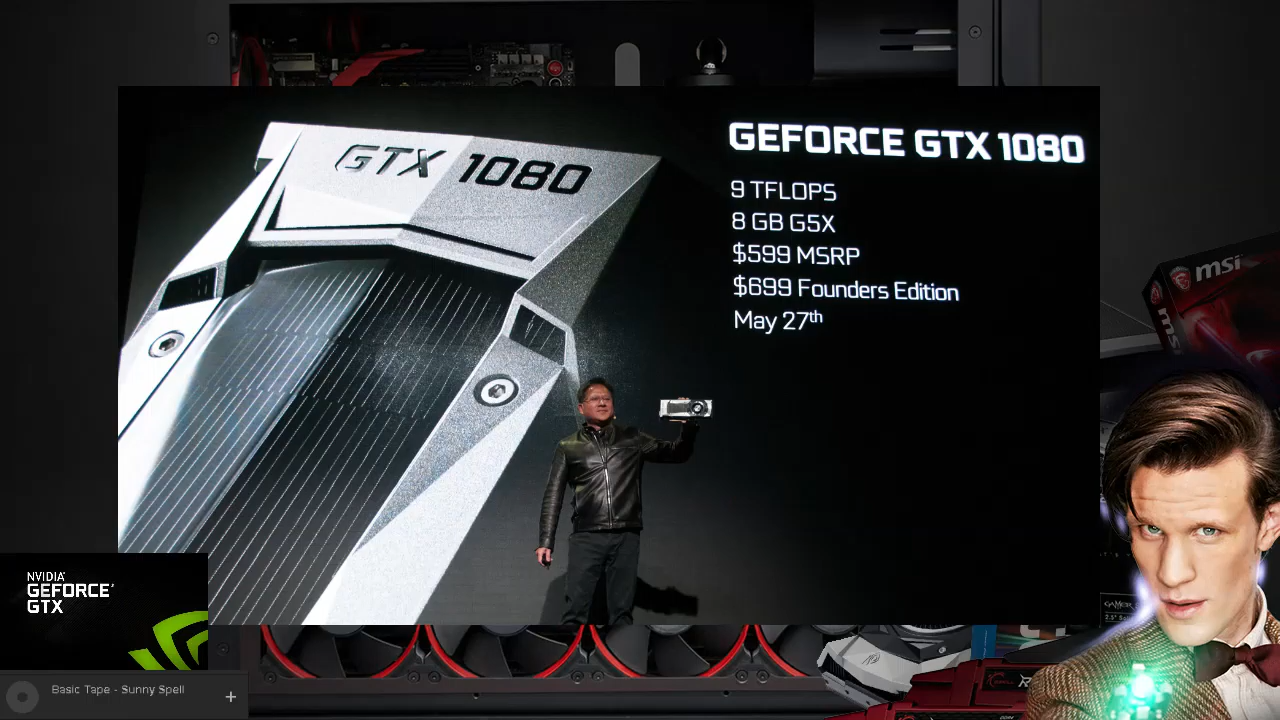 GTX 1080
GEFORCE GTX 1080
9 TFLOPS
8 GB G5X
$599 MSRP
$699 Founders Edition
May 27th
msi
msi
NVIDIA
GEFORCE
GTX
Basic Tape - Sunny Spell
+